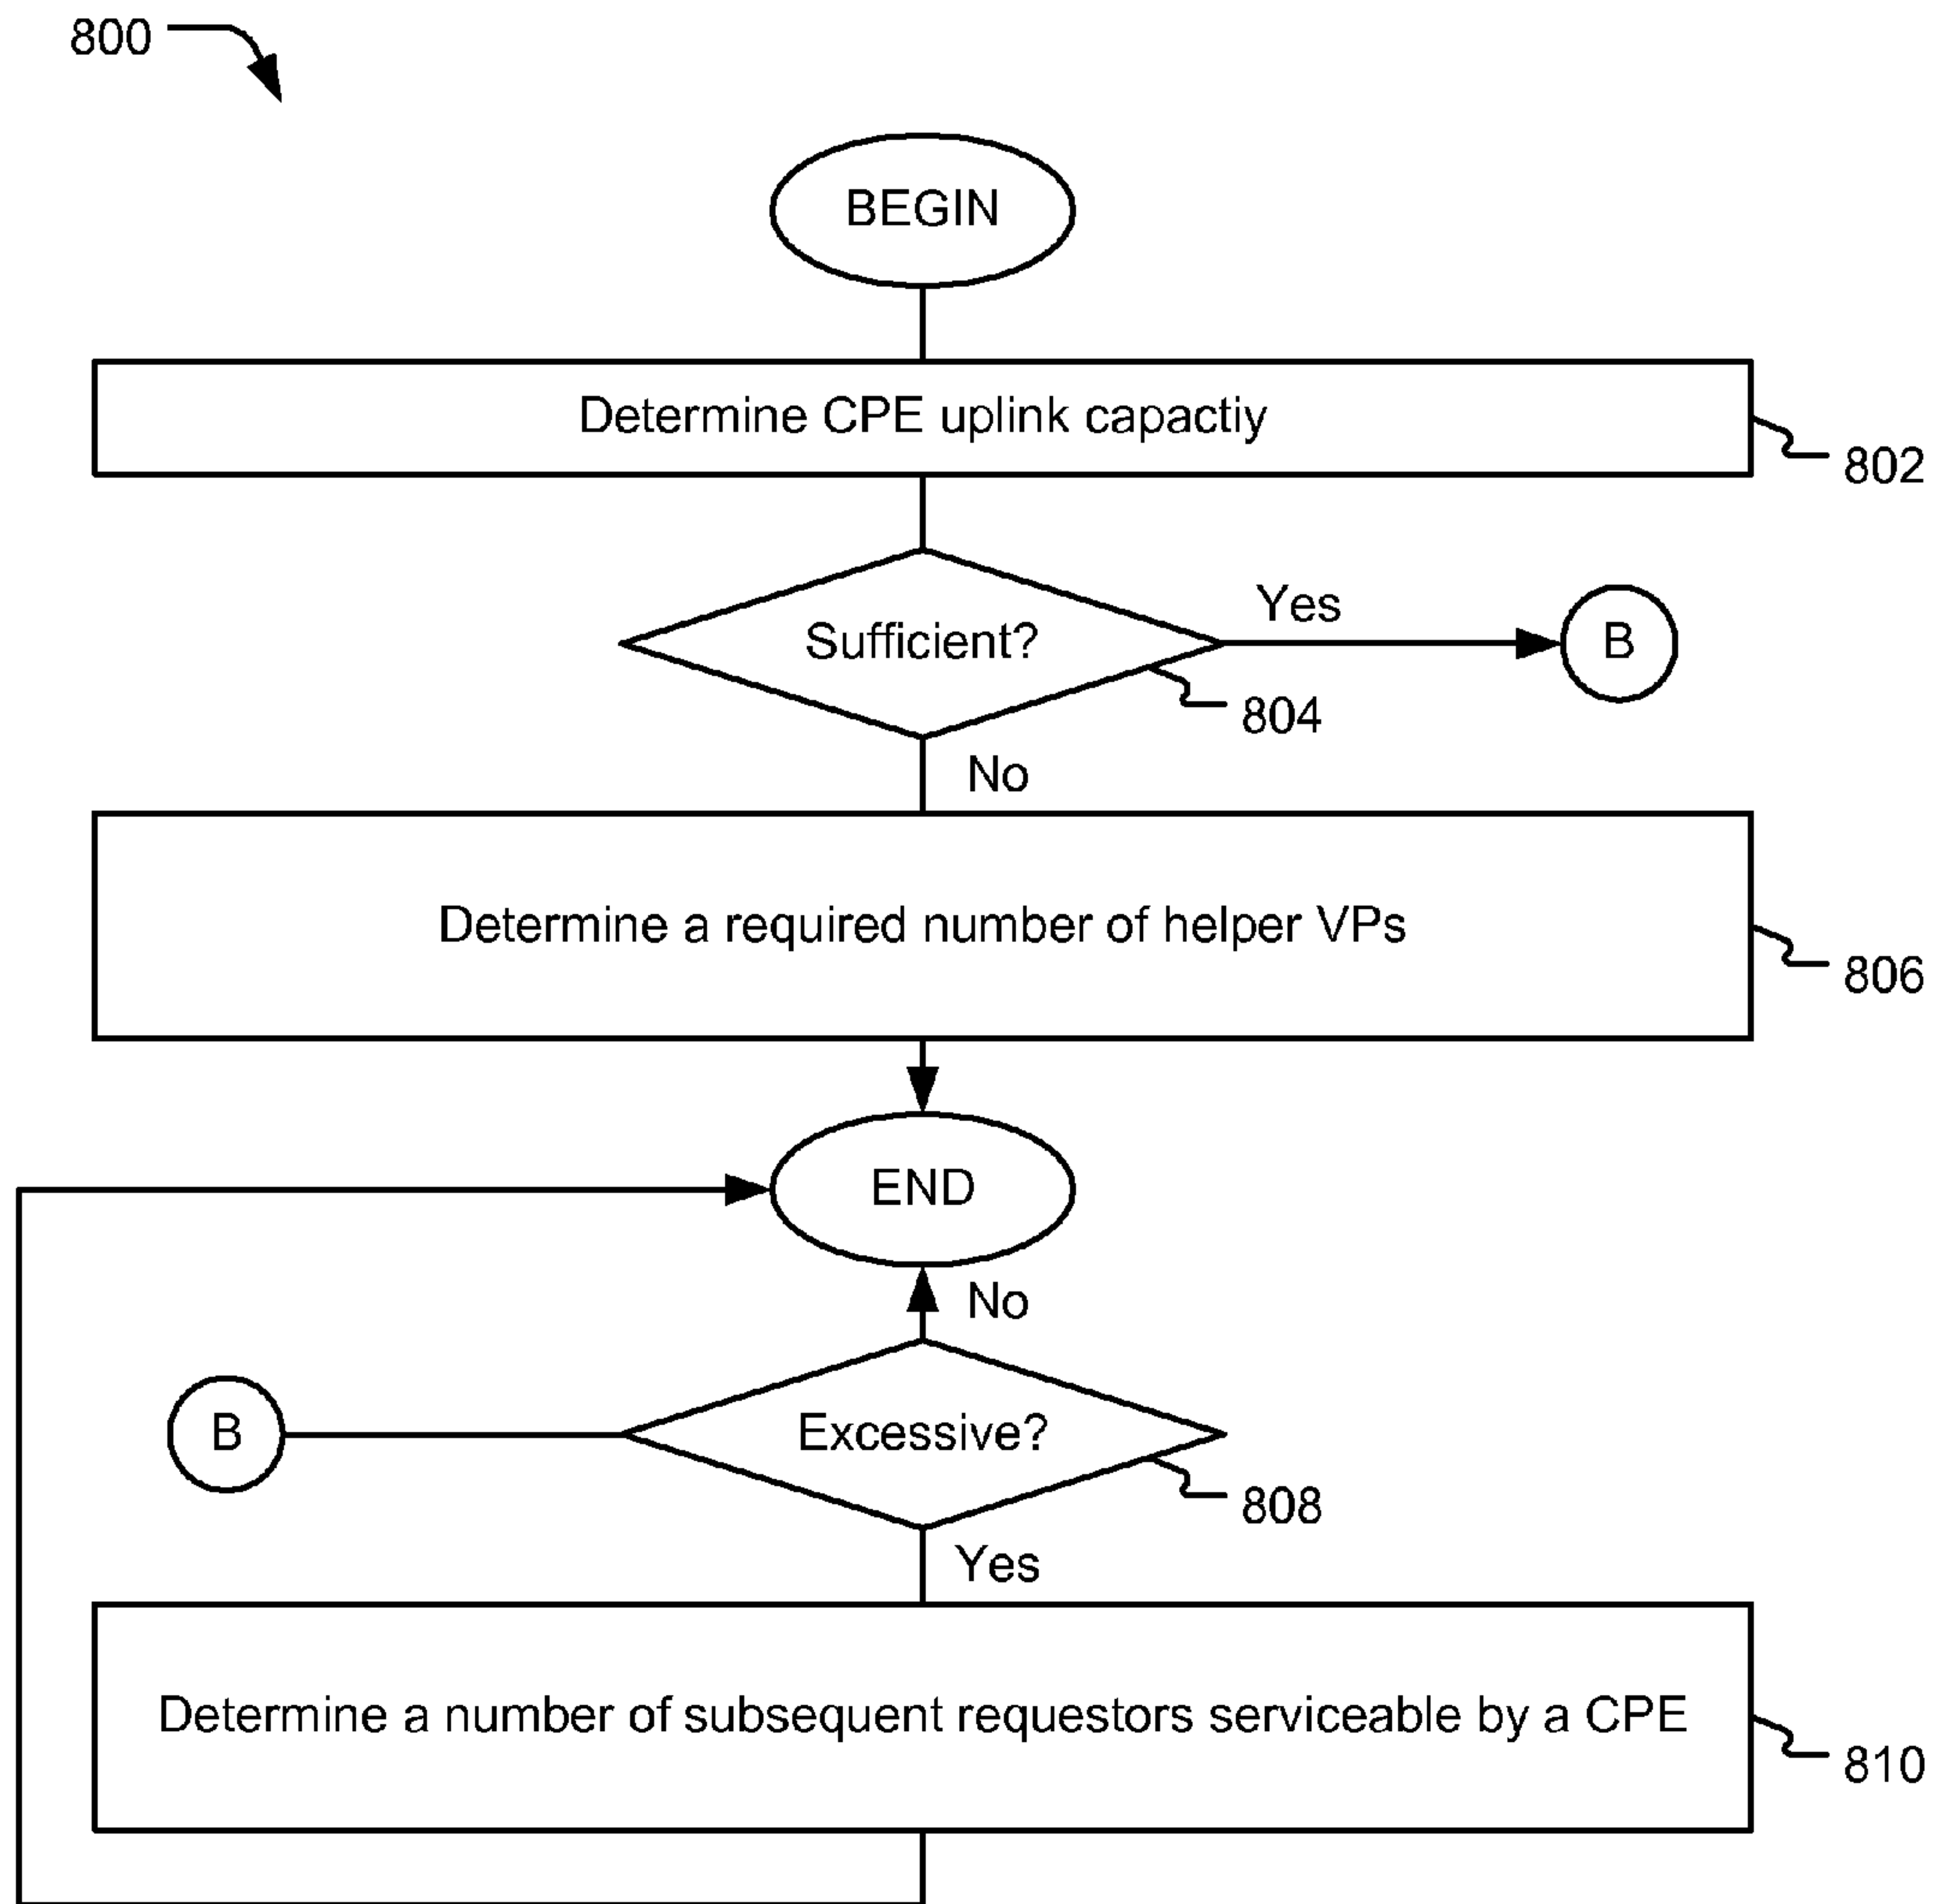 800
BEGIN
Determine CPE uplink capactiy
802
Sufficient?
Yes
B
804
No
Determine a required number of helper VPs
806
END
No
B
Excessive?
808
Yes
Determine a number of subsequent requestors serviceable by a CPE
810